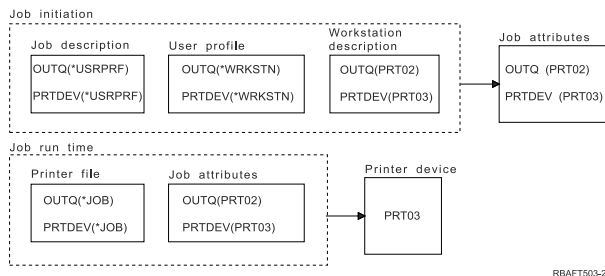 Job initiation
Job description
User profile
Workstation
description
Job attributes
OUTQ(*USRPRF)
PRTDEV(*USRPRF)
OUTQ(*WRKSTN)
PRTDEV(*WRKSTN)
OUTQ(PRT02)
PRTDEV(PRT03)
OUTQ (PRT02)
PRTDEV (PRT03)
Job run time
Printer file
Job attributes
Printer device
OUTQ(*JOB)
PRTDEV(*JOB)
OUTQ(PRT02)
PRTDEV(PRT03)
PRT03
RBAFT503-2